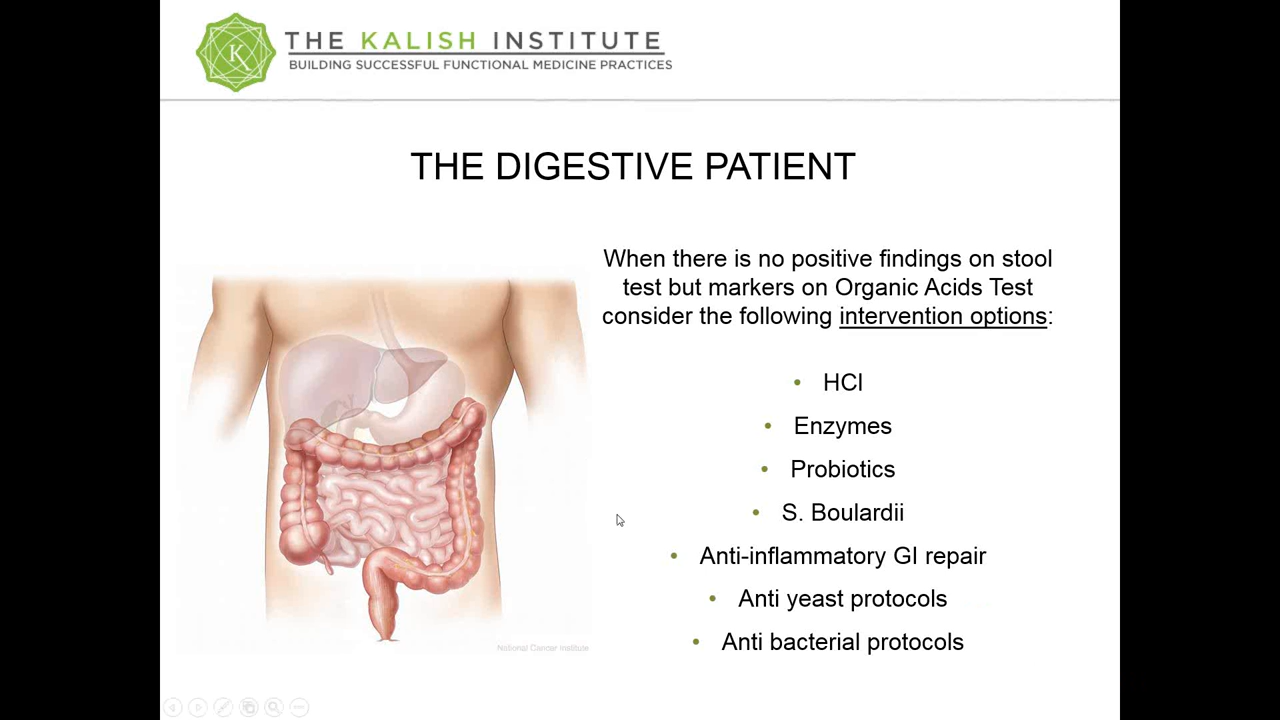 THE KALISH INSTITUTE
BUILDING SUCCESSFUL FUNCTIONAL MEDICINE PRACTICES
THE DIGESTIVE PATIENT
When there is no positive findings on stool
test but markers on Organic Acids Test
consider the following intervention options:
• HCl
• Enzymes
• Probiotics
• S. Boulardii
• Anti-inflammatory GI repair
• Anti yeast protocols
• Anti bacterial protocols
National Cancer Institute
K